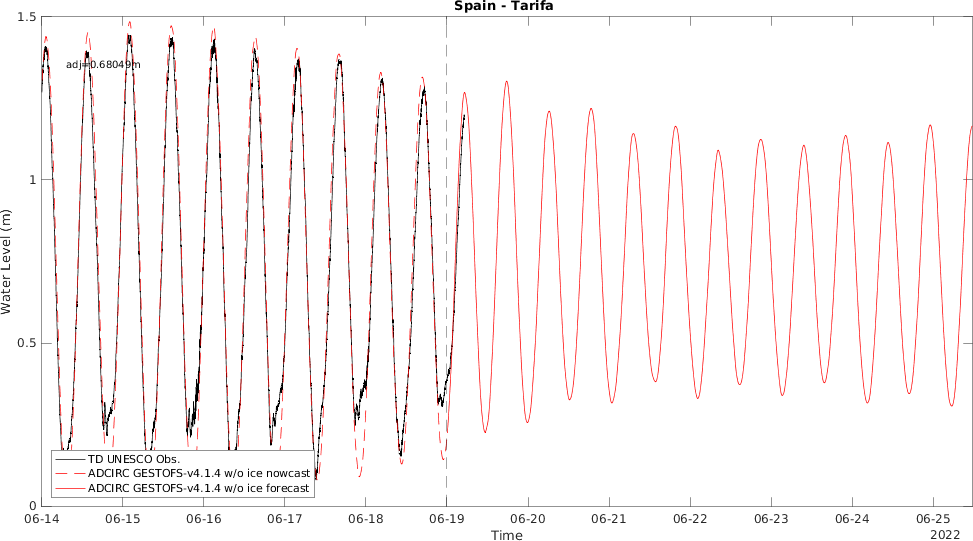 Spain - Tarifa
1.5
adj=0.68049m
1
Water Level (m)
0.5
TD UNESCO Obs.
ADCIRC GESTOFS-v4.1.4 w/o ice nowcast
ADCIRC GESTOFS-v4.1.4 w/o ice forecast
0
06-14 06-15 06-16 06-17 06-18 06-19 06-20 06-21 06-22 06-23 06-24 06-25
Time 2022